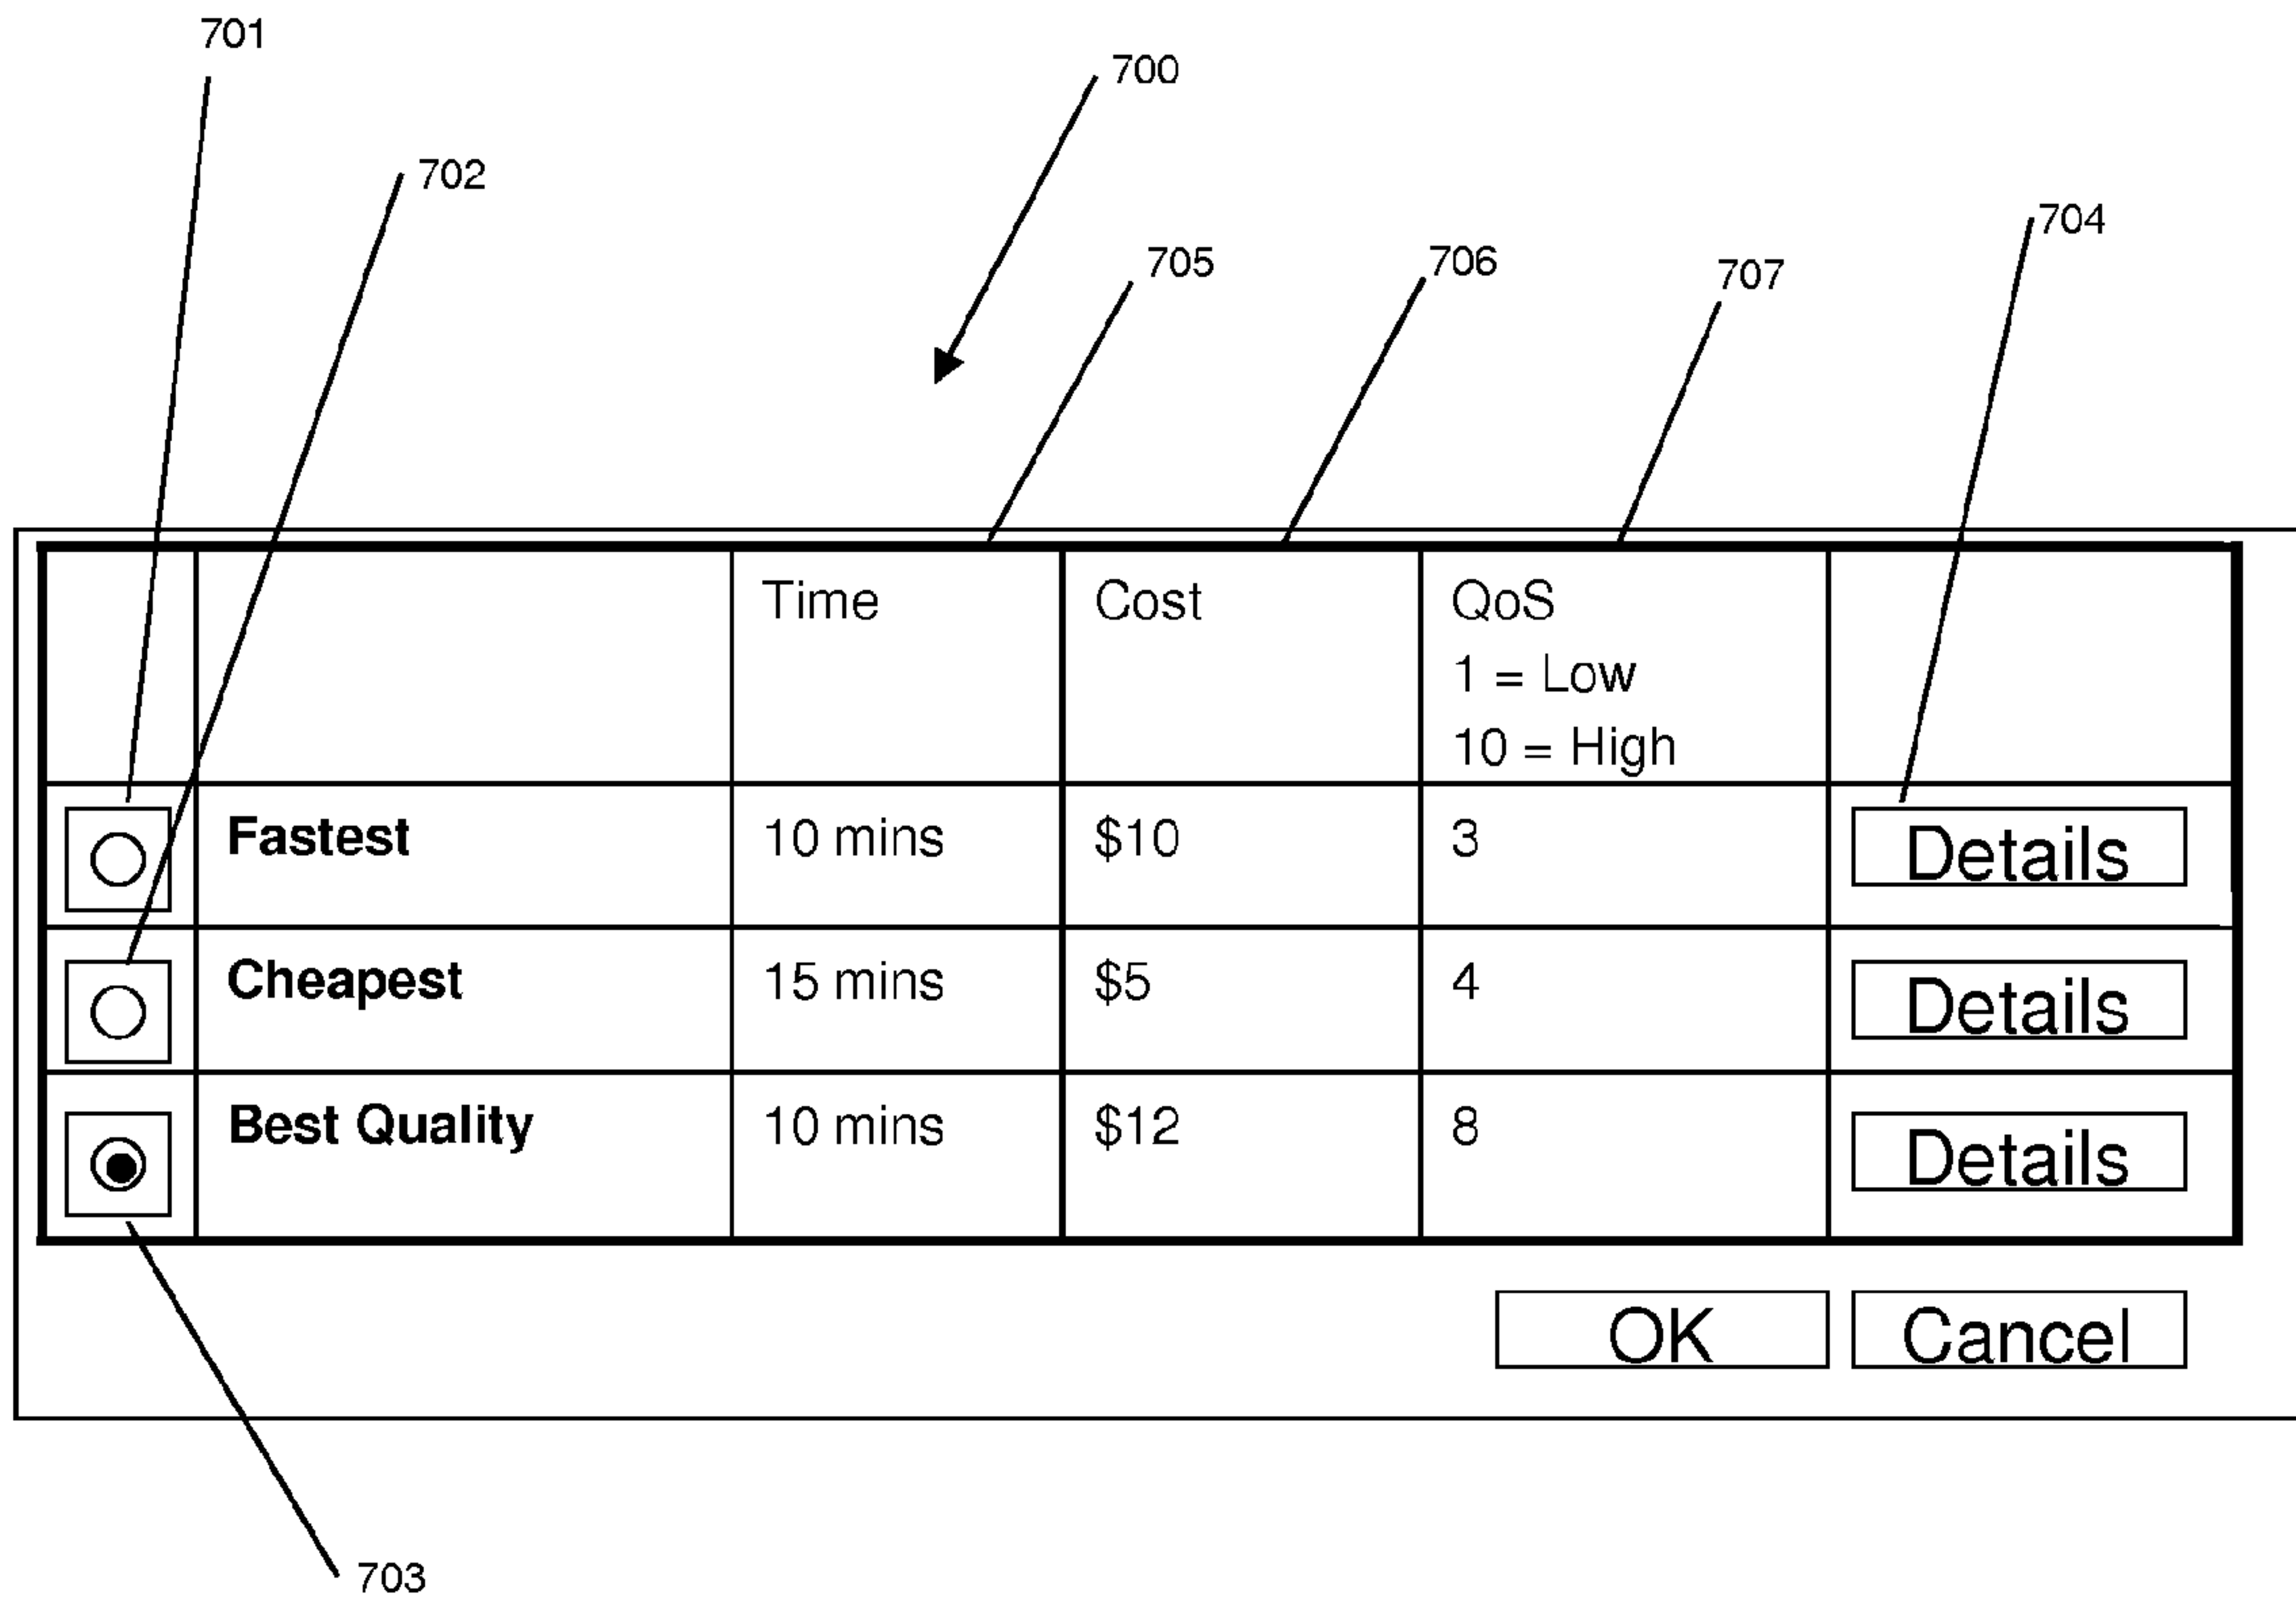 701
700
702
704
705
706
707
Time
Cost
QoS
1 = Low
10 = High
Fastest
10 mins
$10
3
Details
Cheapest
15 mins
$5
4
Details
Best Quality
10 mins
$12
8
Details
OK
Cancel
703